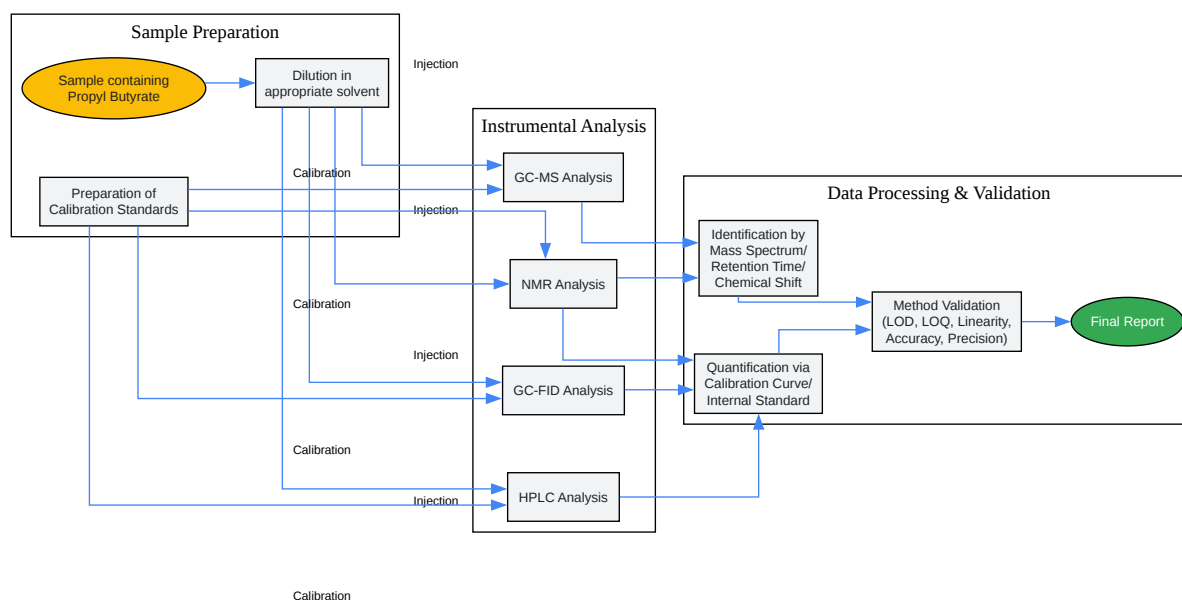 Sample Preparation
Sample containing
Propyl Butyrate
Dilution in
appropriate solvent
Preparation of
Calibration Standards
Injection
Calibration
Injection
Calibration
Injection
Calibration
Injection
Calibration
Instrumental Analysis
GC-MS Analysis
NMR Analysis
GC-FID Analysis
HPLC Analysis
Data Processing & Validation
Identification by
Mass Spectrum/
Retention Time/
Chemical Shift
Quantification via
Calibration Curve/
Internal Standard
Method Validation
(LOD, LOQ, Linearity,
Accuracy, Precision)
Final Report